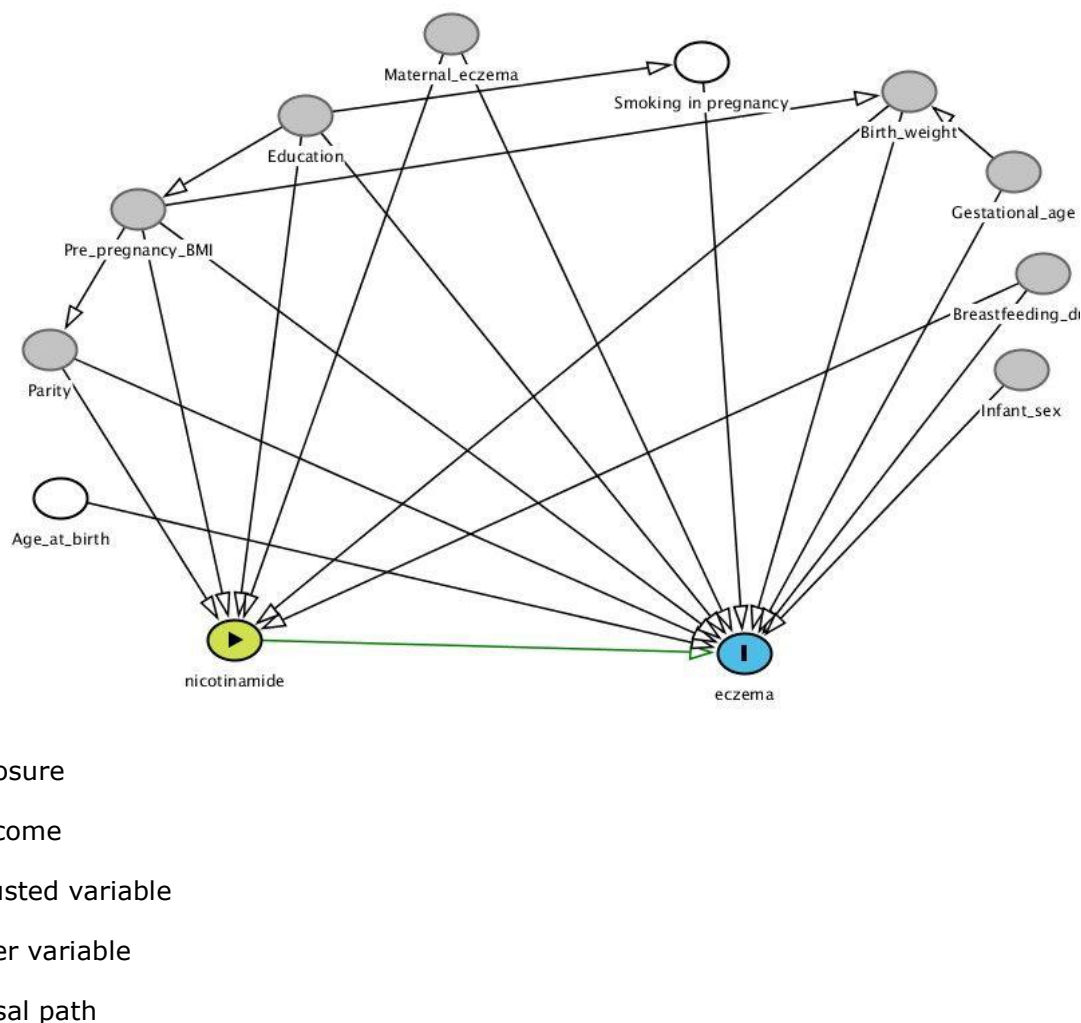 Maternal_eczema
Smoking in pregnancy
Birth_weight
Education
Gestational_age
Pre_pregnancy_BMI
Breastfeeding_du
Parity
Infant_sex
Age_at_birth
nicotinamide
eczema
osure
come
usted variable
er variable
sal path